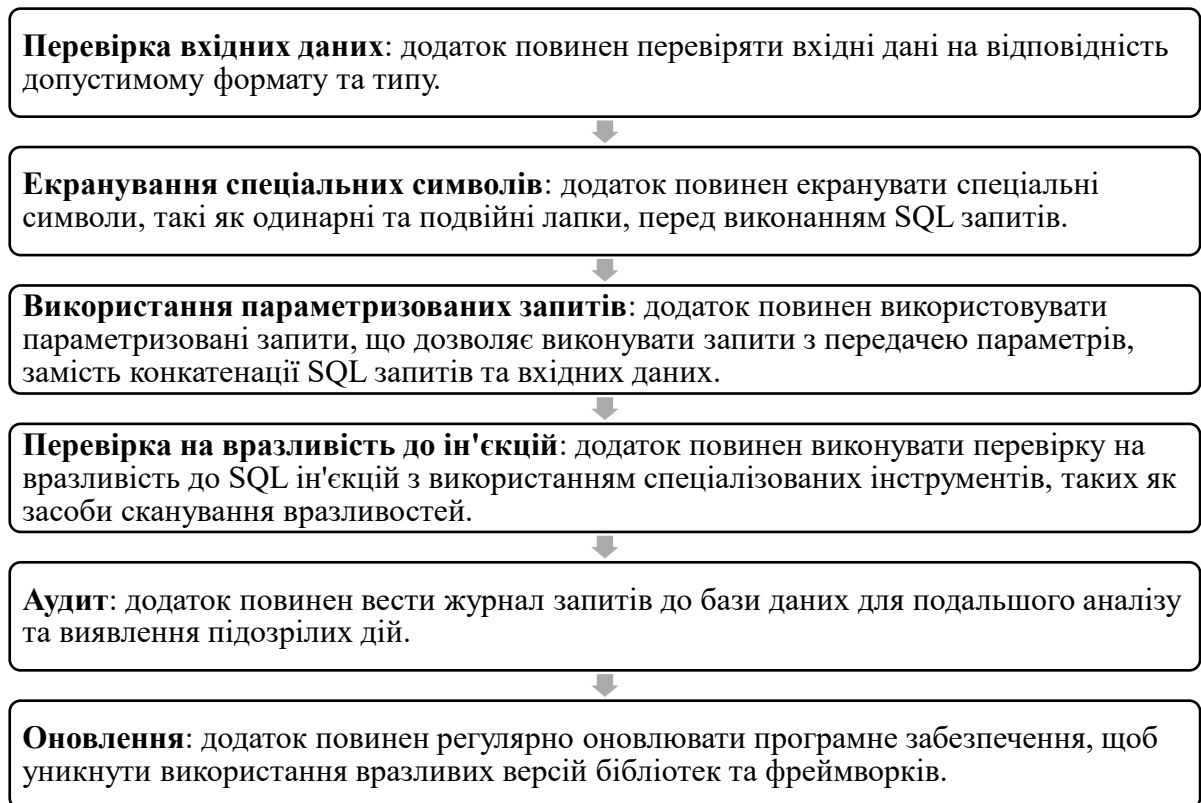 Перевірка вхідних даних: додаток повинен перевіряти вхідні дані на відповідність
допустимому формату та типу.
Екранування спеціальних символів: додаток повинен екранувати спеціальні
символи, такі як одинарні та подвійні лапки, перед виконанням SQL запитів.
Використання параметризованих запитів: додаток повинен використовувати
параметризовані запити, що дозволяє виконувати запити з передачею параметрів,
замість конкатенації SQL запитів та вхідних даних.
Перевірка на вразливість до ін'єкцій: додаток повинен виконувати перевірку на
вразливість до SQL ін'єкцій з використанням спеціалізованих інструментів, таких як
засоби сканування вразливостей.
Аудит: додаток повинен вести журнал запитів до бази даних для подальшого аналізу
та виявлення підозрілих дій.
Оновлення: додаток повинен регулярно оновлювати програмне забезпечення, щоб
уникнути використання вразливих версій бібліотек та фреймворків.